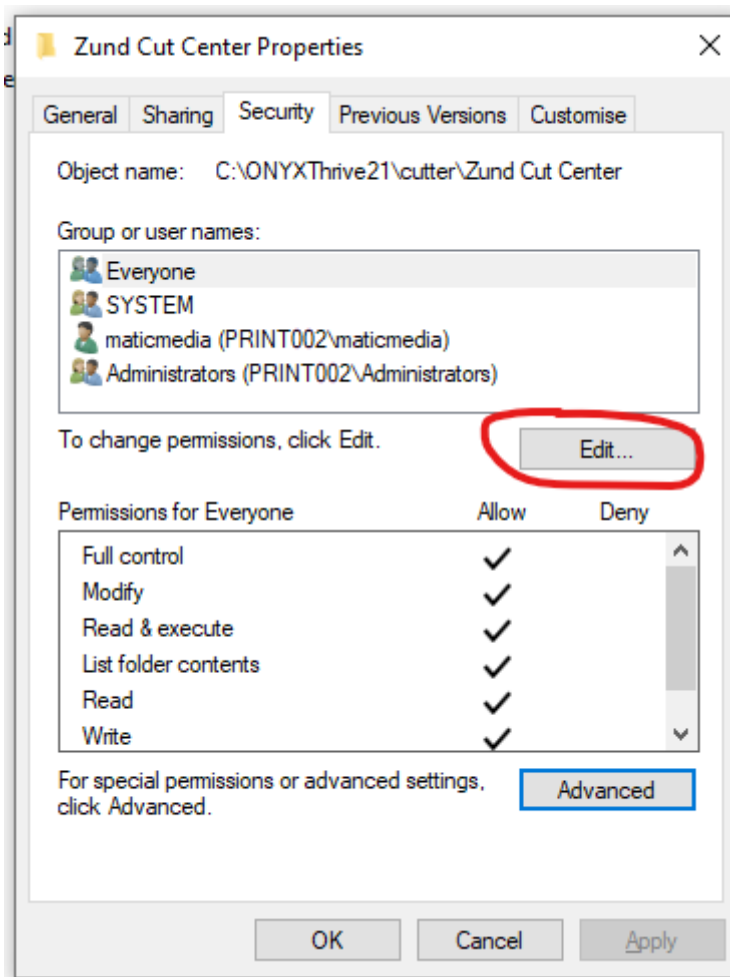 d
Zund Cut Center Properties
e
General Sharing Security Previous Versions Customise
Object name: C:\ONYXThrive21\cutter\Zund Cut Center
Group or user names:
Everyone
SYSTEM
maticmedia (PRINT002\maticmedia)
Administrators (PRINT002\Administrators)
To change permissions, click Edit.
Edit...
Permissions for Everyone Allow Deny
Full control
Modify
Read & execute
List folder contents
Read
Write
For special permissions or advanced settings,
click Advanced.
Advanced
OK Cancel Apply